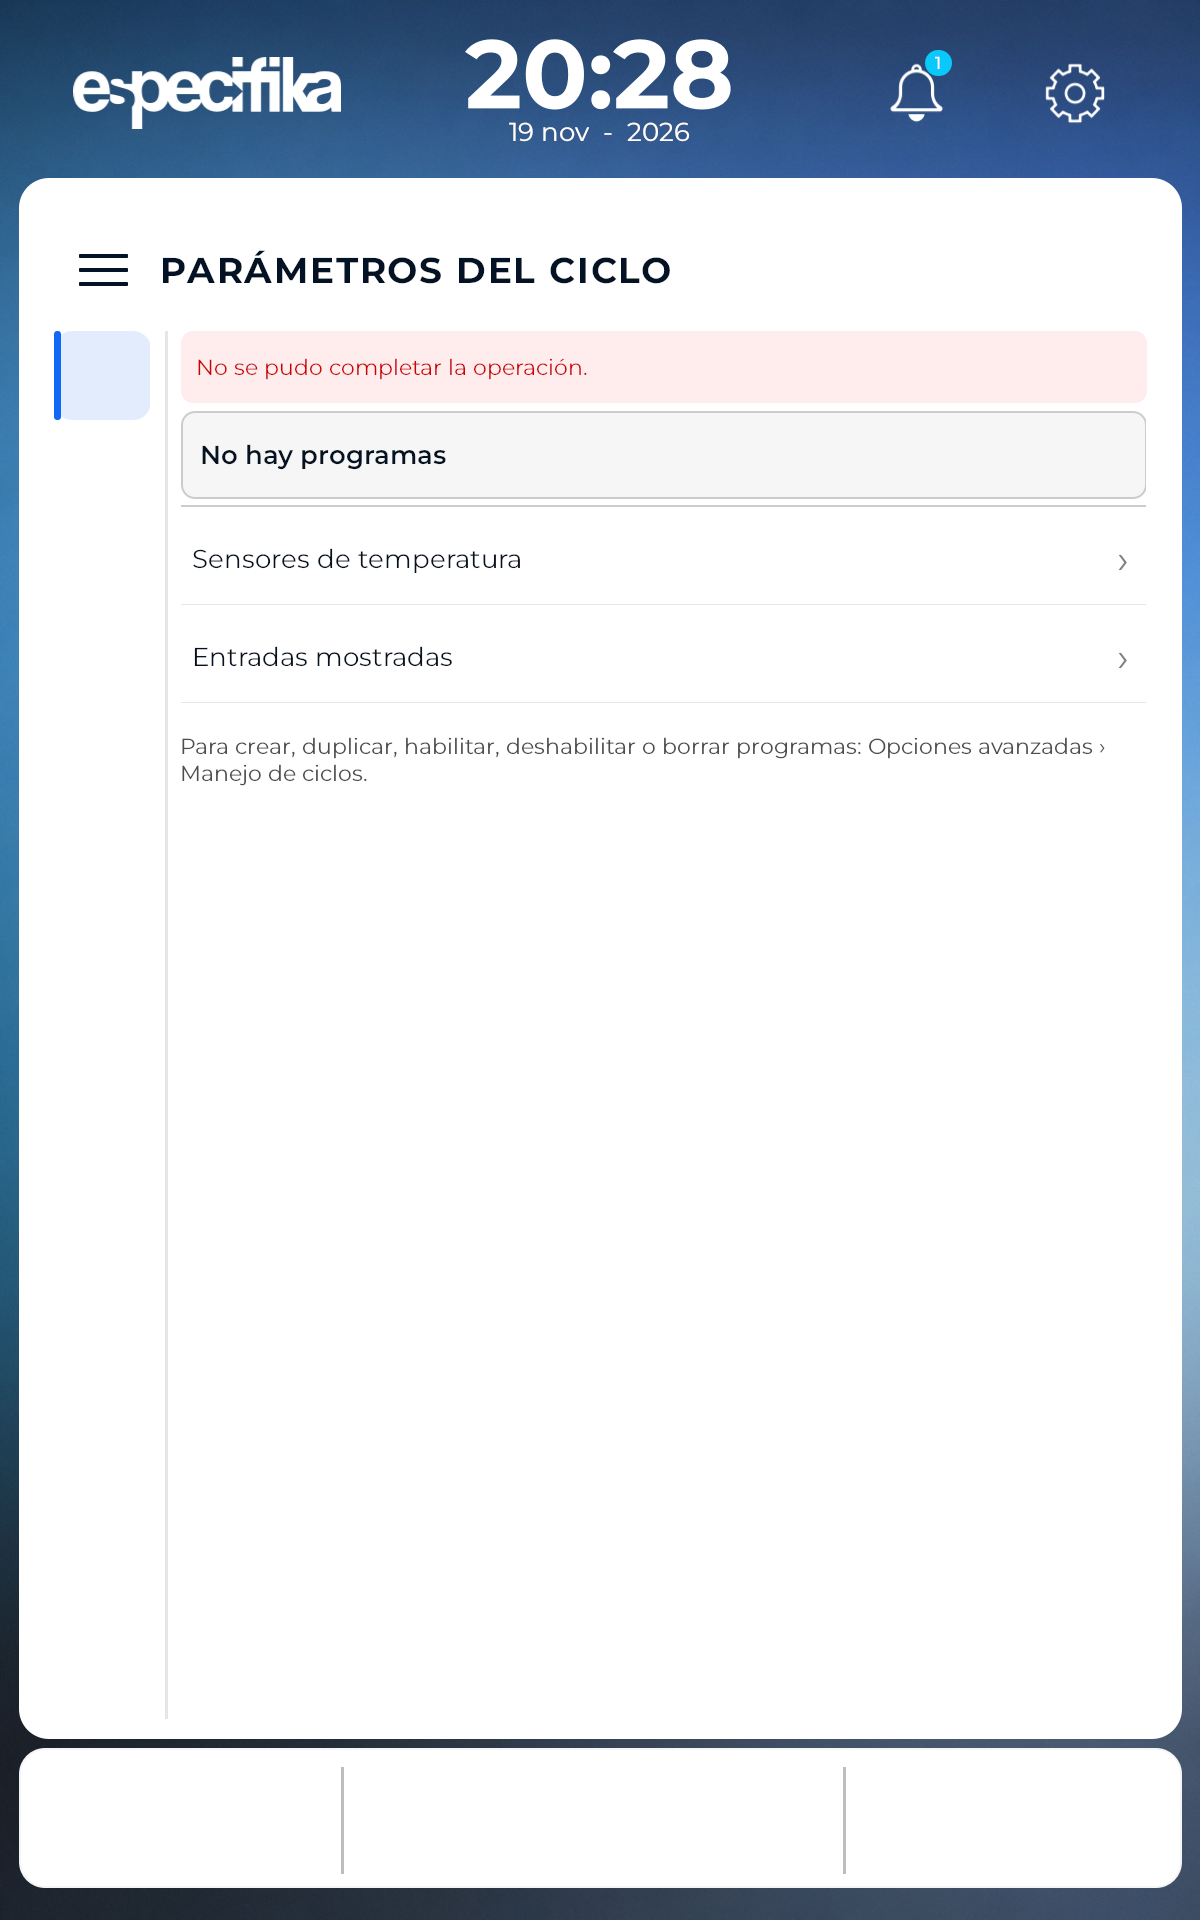 especifika
20:28
19 nov - 2026
1
PARÁMETROS DEL CICLO
No se pudo completar la operación.
No hay programas
Sensores de temperatura ›
Entradas mostradas ›
Para crear, duplicar, habilitar, deshabilitar o borrar programas: Opciones avanzadas ›
Manejo de ciclos.